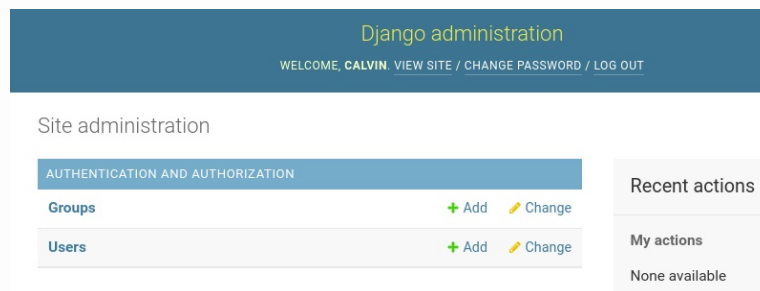 Django administration
WELCOME, CALVIN. VIEW SITE / CHANGE PASSWORD / LOG OUT
Site administration
AUTHENTICATION AND AUTHORIZATION
Groups + Add Change
Users + Add Change
Recent actions
My actions
None available